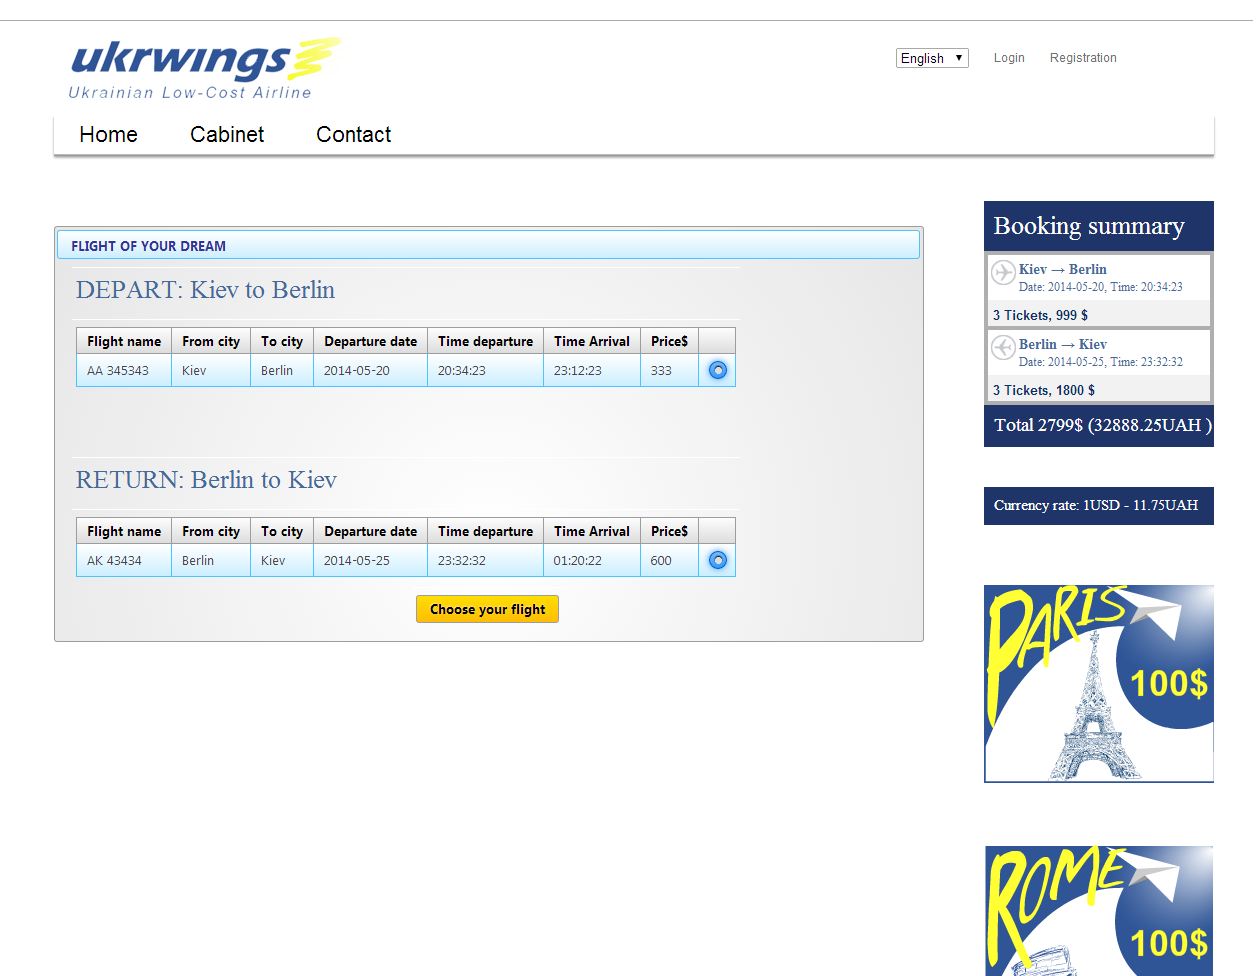 ukrwings
Ukrainian Low-Cost Airline
English Login Registration
Home Cabinet Contact
FLIGHT OF YOUR DREAM
DEPART: Kiev to Berlin
Flight name From city To city Departure date Time departure Time Arrival Price$
AA 345343 Kiev Berlin 2014-05-20 20:34:23 23:12:23 333
RETURN: Berlin to Kiev
Flight name From city To city Departure date Time departure Time Arrival Price$
AK 43434 Berlin Kiev 2014-05-25 23:32:32 01:20:22 600
Choose your flight
Booking summary
Kiev → Berlin
Date: 2014-05-20, Time: 20:34:23
3 Tickets, 999 $
Berlin → Kiev
Date: 2014-05-25, Time: 23:32:32
3 Tickets, 1800 $
Total 2799$ (32888.25UAH )
Currency rate: 1USD - 11.75UAH
PARIS
100$
ROME
100$